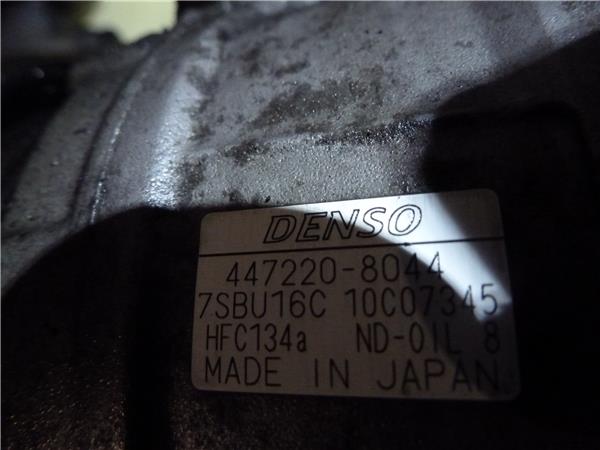 DENSO
447220-8044
7SBU16C 10C07345
HFC134a ND-OIL 8
MADE IN JAPAN